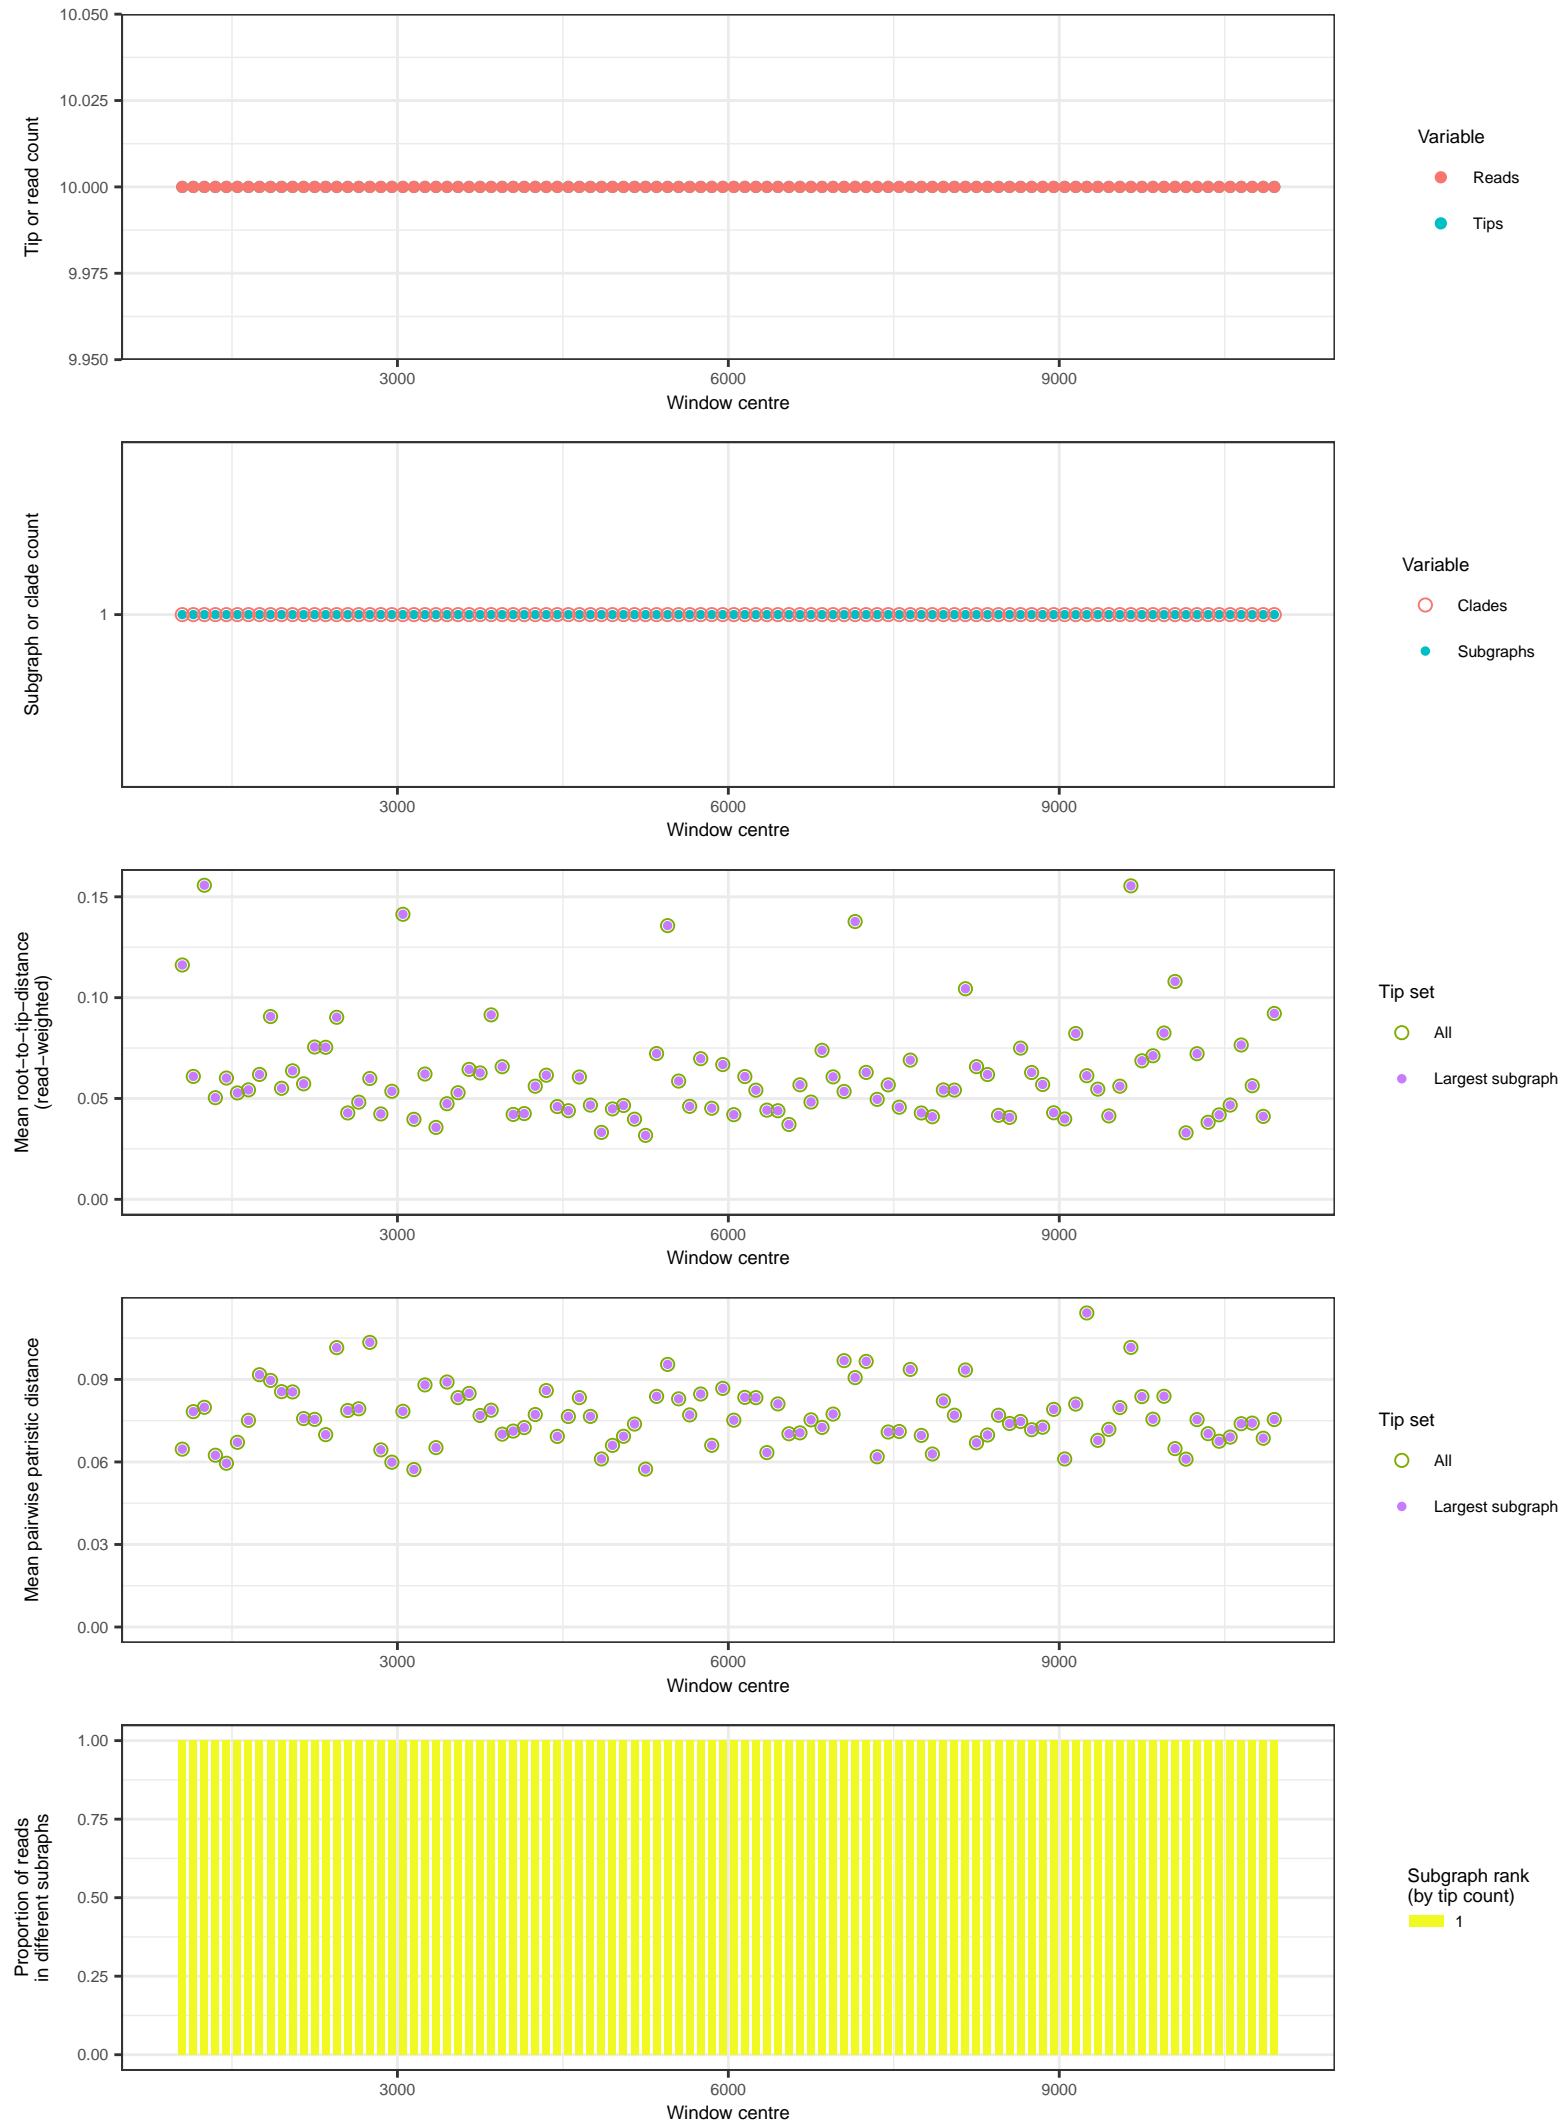 10.050
10.025
10.000
9.975
9.950
Tip or read count
3000 6000 9000
Window centre
Variable
Reads
Tips
1
Subgraph or clade count
3000 6000 9000
Window centre
Variable
Clades
Subgraphs
0.15
0.10
0.05
0.00
Mean root−to−tip−distance
(read−weighted)
3000 6000 9000
Window centre
Tip set
All
Largest subgraph
0.09
0.06
0.03
0.00
Mean pairwise patristic distance
3000 6000 9000
Window centre
Tip set
All
Largest subgraph
1.00
0.75
0.50
0.25
0.00
Proportion of reads
in different subraphs
3000 6000 9000
Window centre
Subgraph rank
(by tip count)
1